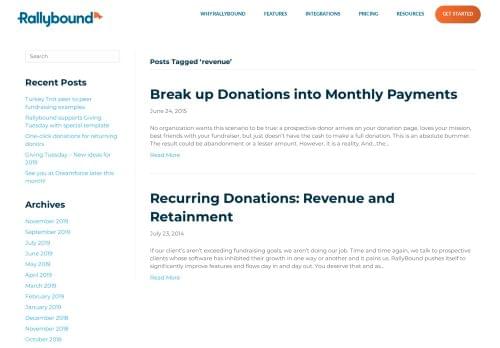 Rallybound
WHY RALLYBOUND
FEATURES
INTEGRATIONS
PRICING
RESOURCES
GET STARTED
Search
Recent Posts
Turkey Trot peer to peer
fundraising examples
Rallybound supports Giving
Tuesday with special template
One-click donations for returning
donors
Giving Tuesday – New ideas for
2019
See you at Dreamforce later this
month!
Archives
November 2019
September 2019
July 2019
June 2019
May 2019
April 2019
March 2019
February 2019
January 2019
December 2018
November 2018
October 2018
Posts Tagged ‘revenue’
Break up Donations into Monthly Payments
June 24, 2015
No organization wants this scenario to be true: a prospective donor arrives on your donation page, loves your mission,
best friends with your fundraiser, but just doesn't have the cash to make a full donation. This is an absolute bummer.
The result could be abandonment or a lesser amount. However, it is a reality. And…the...
Read More
Recurring Donations: Revenue and
Retainment
July 23, 2014
If our client's aren't exceeding fundraising goals, we aren't doing our job. Time and time again, we talk to prospective
clients whose software has inhibited their growth in one way or another and it pains us. RallyBound pushes itself to
significantly improve features and flows day in and day out. You deserve that and as...
Read More